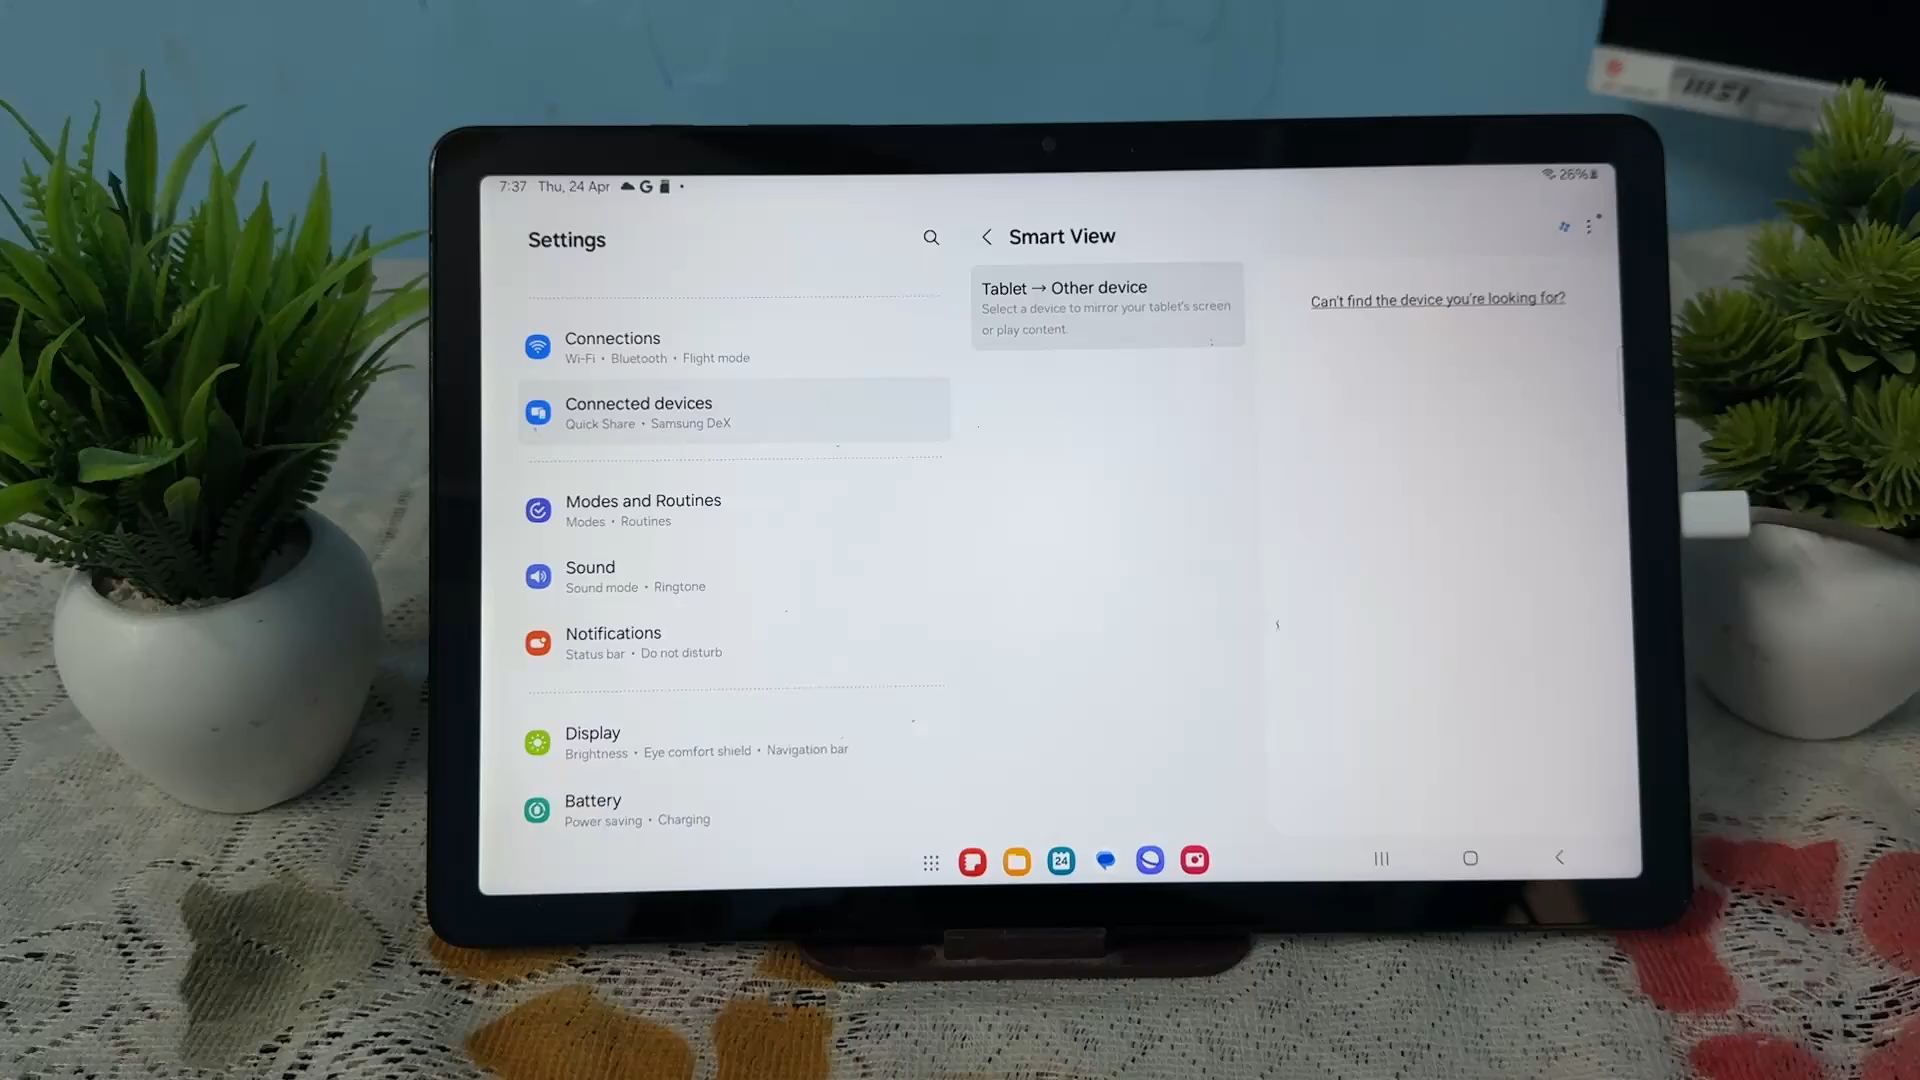 7:37 Thu, 24 Apr G
26%
Settings
Connections
Wi-Fi • Bluetooth • Flight mode
Connected devices
Quick Share • Samsung DeX
Modes and Routines
Modes • Routines
Sound
Sound mode • Ringtone
Notifications
Status bar • Do not disturb
Display
Brightness • Eye comfort shield • Navigation bar
Battery
Power saving • Charging
Smart View
Tablet → Other device
Select a device to mirror your tablet's screen
or play content.
Can't find the device you're looking for?
24
msi